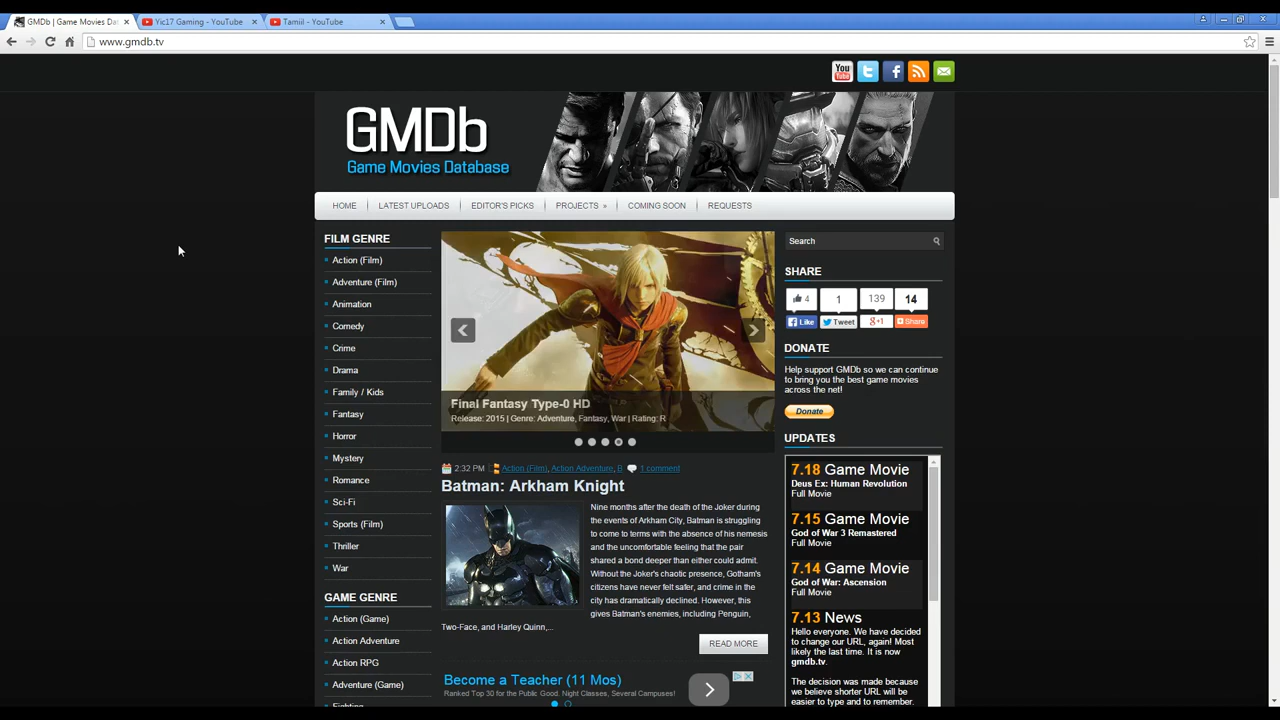 GMDb | Game Movies Dat
Yic17 Gaming - YouTube
Tamiil - YouTube
www.gmdb.tv
You
Tube
GMDb
Game Movies Database
HOME
LATEST UPLOADS
EDITOR'S PICKS
PROJECTS »
COMING SOON
REQUESTS
FILM GENRE
Action (Film)
Adventure (Film)
Animation
Comedy
Crime
Drama
Family / Kids
Fantasy
Horror
Mystery
Romance
Sci-Fi
Sports (Film)
Thriller
War
GAME GENRE
Action (Game)
Action Adventure
Action RPG
Adventure (Game)
Fighting
Final Fantasy Type-0 HD
Release: 2015 | Genre: Adventure, Fantasy, War | Rating: R
2:32 PM Action (Film), Action Adventure, B 1 comment
Batman: Arkham Knight
Nine months after the death of the Joker during
the events of Arkham City, Batman is struggling
to come to terms with the absence of his nemesis
and the uncomfortable feeling that the pair
shared a bond deeper than either could admit.
Without the Joker's chaotic presence, Gotham's
citizens have never felt safer, and crime in the
city has dramatically declined. However, this
gives Batman's enemies, including Penguin,
Two-Face, and Harley Quinn,...
READ MORE
Become a Teacher (11 Mos)
Ranked Top 30 for the Public Good. Night Classes, Several Campuses!
Search
SHARE
4 1 139 14
Like Tweet g+1 Share
DONATE
Help support GMDb so we can continue
to bring you the best game movies
across the net!
Donate
UPDATES
7.18 Game Movie
Deus Ex: Human Revolution
Full Movie
7.15 Game Movie
God of War 3 Remastered
Full Movie
7.14 Game Movie
God of War: Ascension
Full Movie
7.13 News
Hello everyone. We have decided
to change our URL, again! Most
likely the last time. It is now
gmdb.tv.
The decision was made because
we believe shorter URL will be
easier to type and to remember.